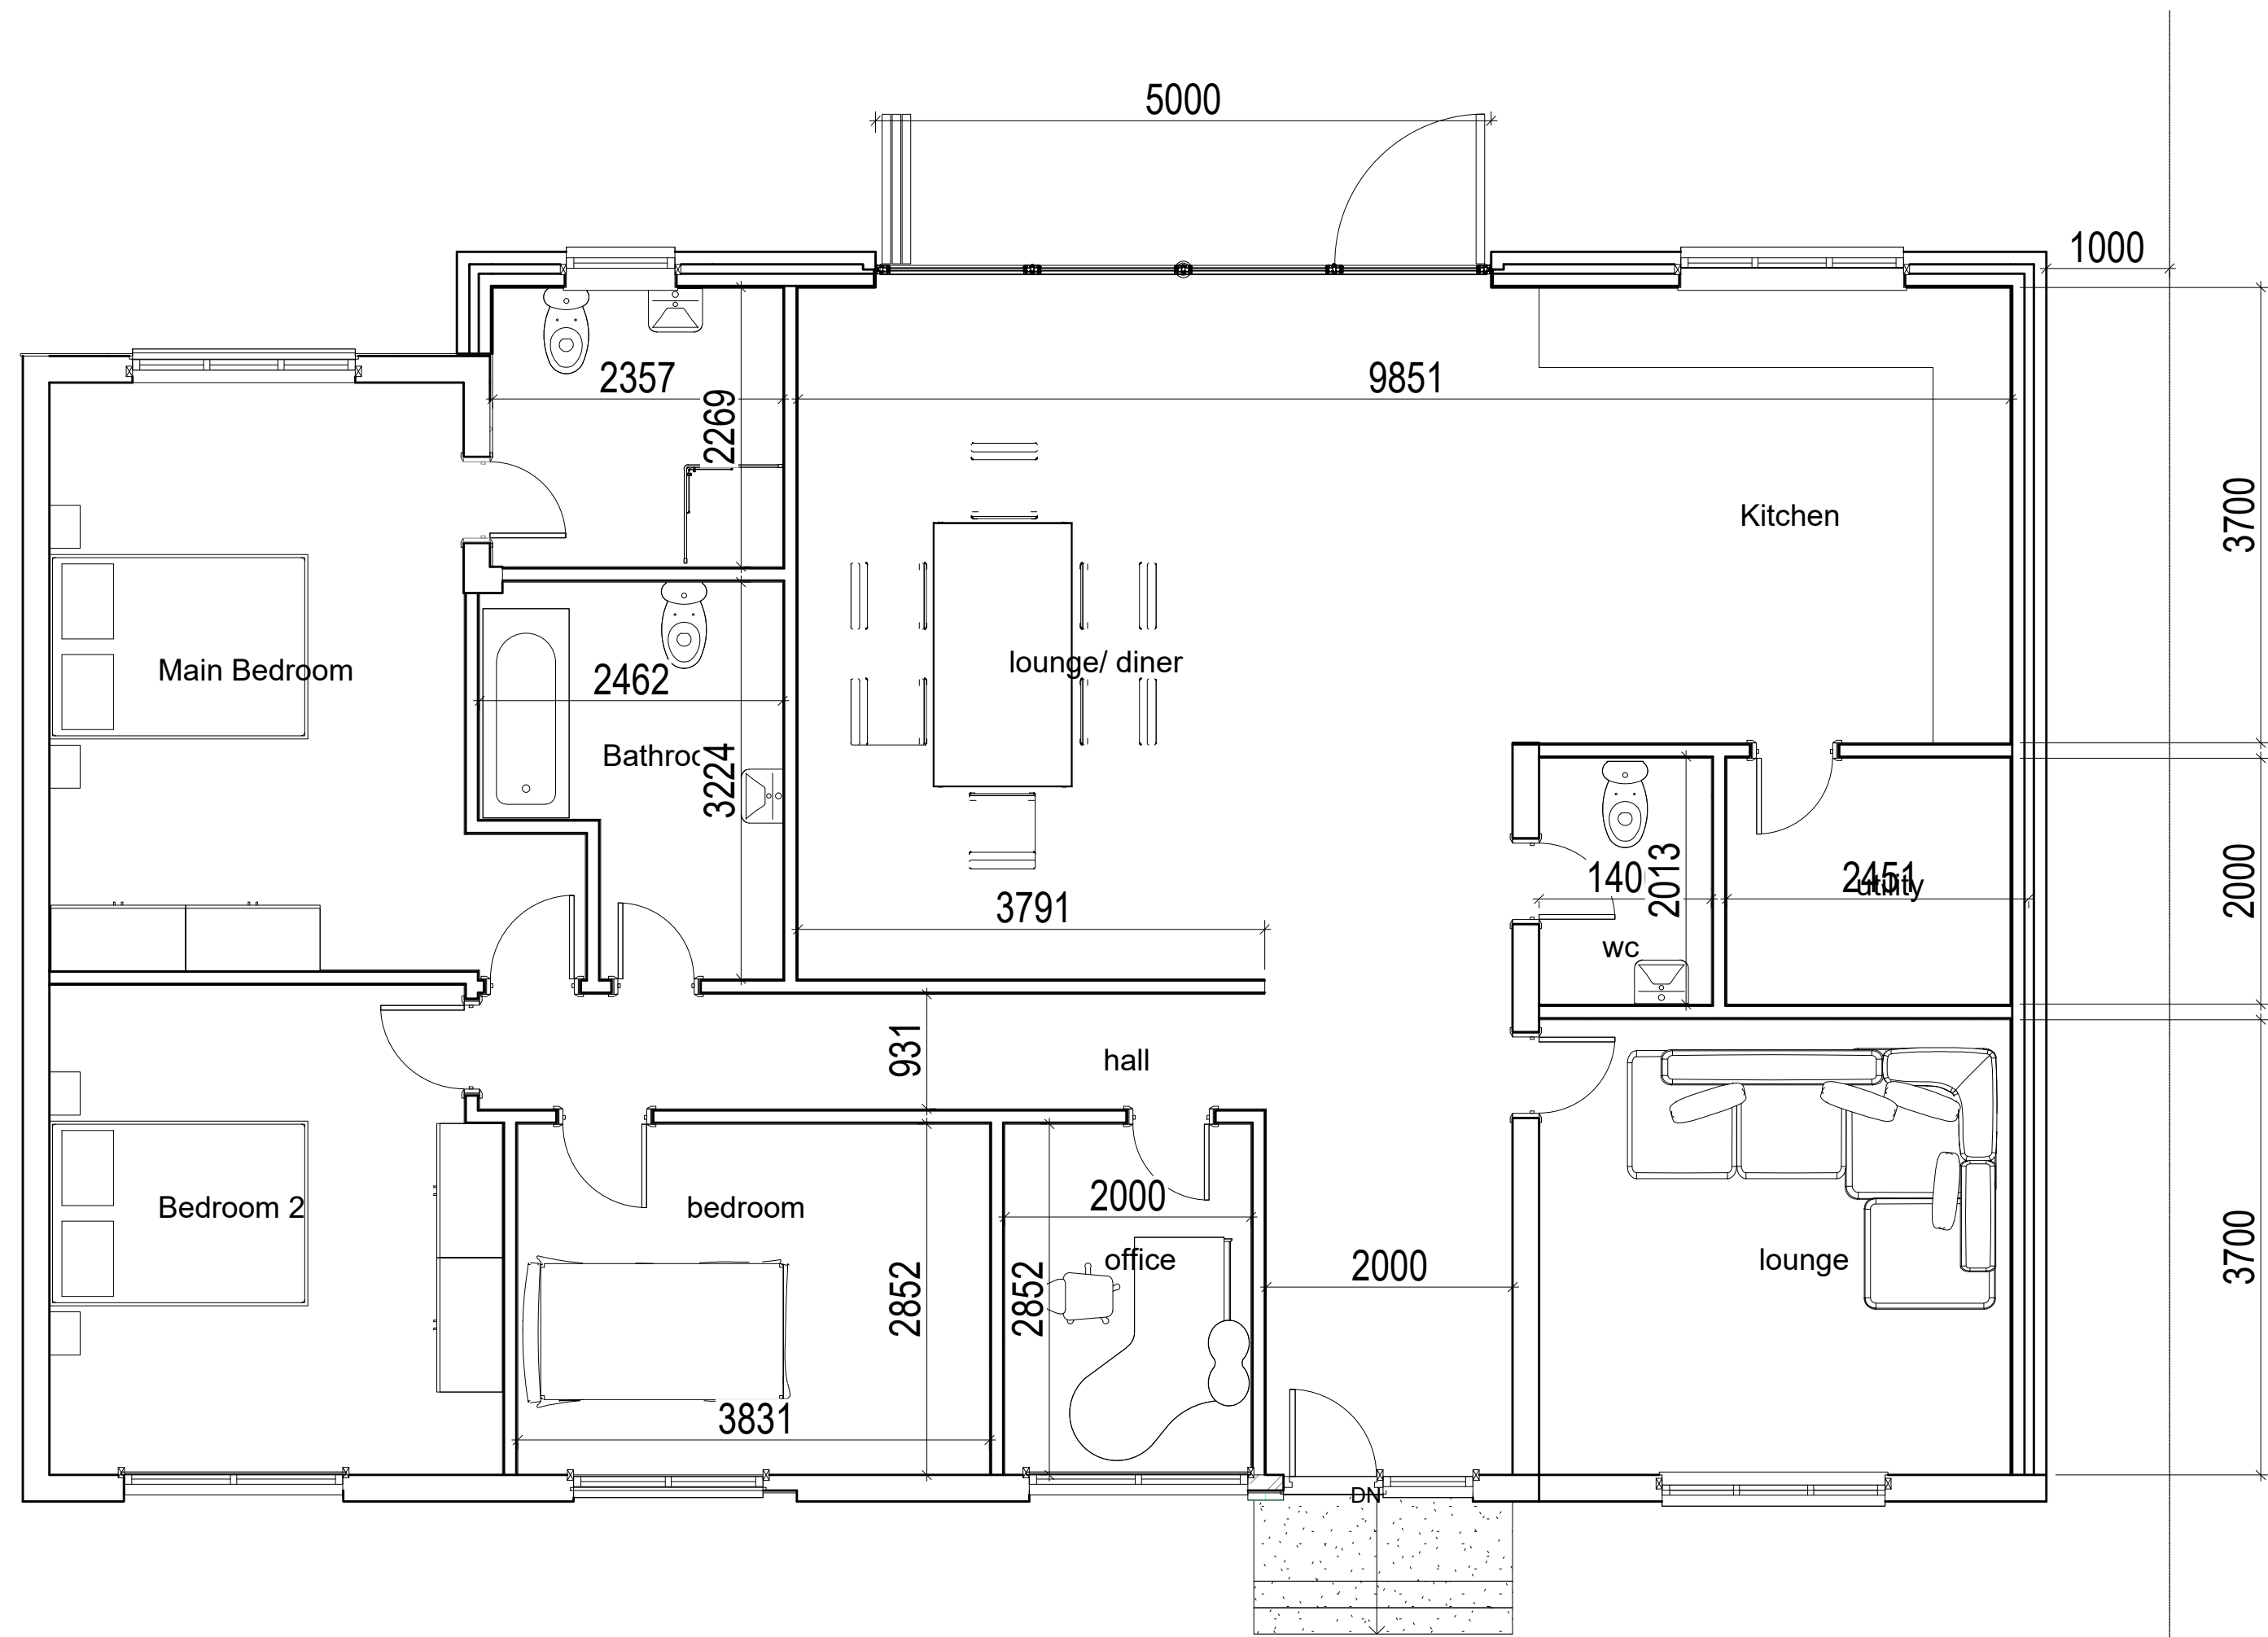 5000
1000
2357
2269
9851
3700
Kitchen
lounge/ diner
Main Bedroom
2462
Bathroo
3224
3791
140
2013
2451
utility
2000
wc
931
hall
Bedroom 2
bedroom
2000
office
2852
2852
2000
lounge
3700
3831
DN